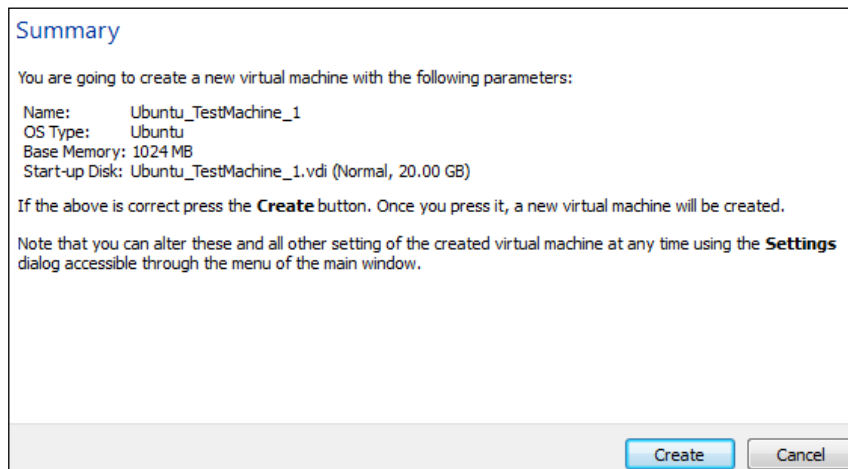 Summary
You are going to create a new virtual machine with the following parameters:
Name: Ubuntu_TestMachine_1
OS Type: Ubuntu
Base Memory: 1024 MB
Start-up Disk: Ubuntu_TestMachine_1.vdi (Normal, 20.00 GB)
If the above is correct press the Create button. Once you press it, a new virtual machine will be created.
Note that you can alter these and all other setting of the created virtual machine at any time using the Settings
dialog accessible through the menu of the main window.
Create Cancel